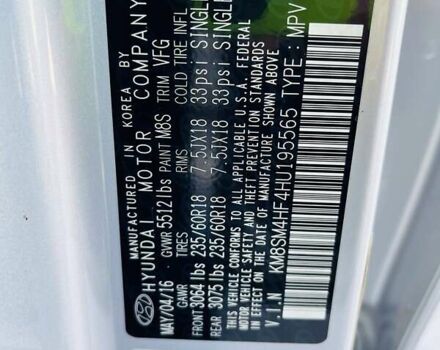 MANUFACTURED IN KOREA BY
HYUNDAI MOTOR COMPANY
MAY/04/16 GVWR 5512 lbs PAINT M8S TRIM VFG
GAWR TIRES RIMS COLD TIRE INFL
FRONT 3064 lbs 235/60R18 7.5JX18 33psi SINGLE
REAR 3075 lbs 235/60R18 7.5JX18 33psi SINGLE
THIS VEHICLE CONFORMS TO ALL APPLICABLE U.S.A. FEDERAL
MOTOR VEHICLE SAFETY BUMPER, AND THEFT PREVENTION STANDARDS
IN EFFECT ON THE DATE OF MANUFACTURE SHOWN ABOVE.
V.I.N KM8SM4HF4HU195565 TYPE : MPV